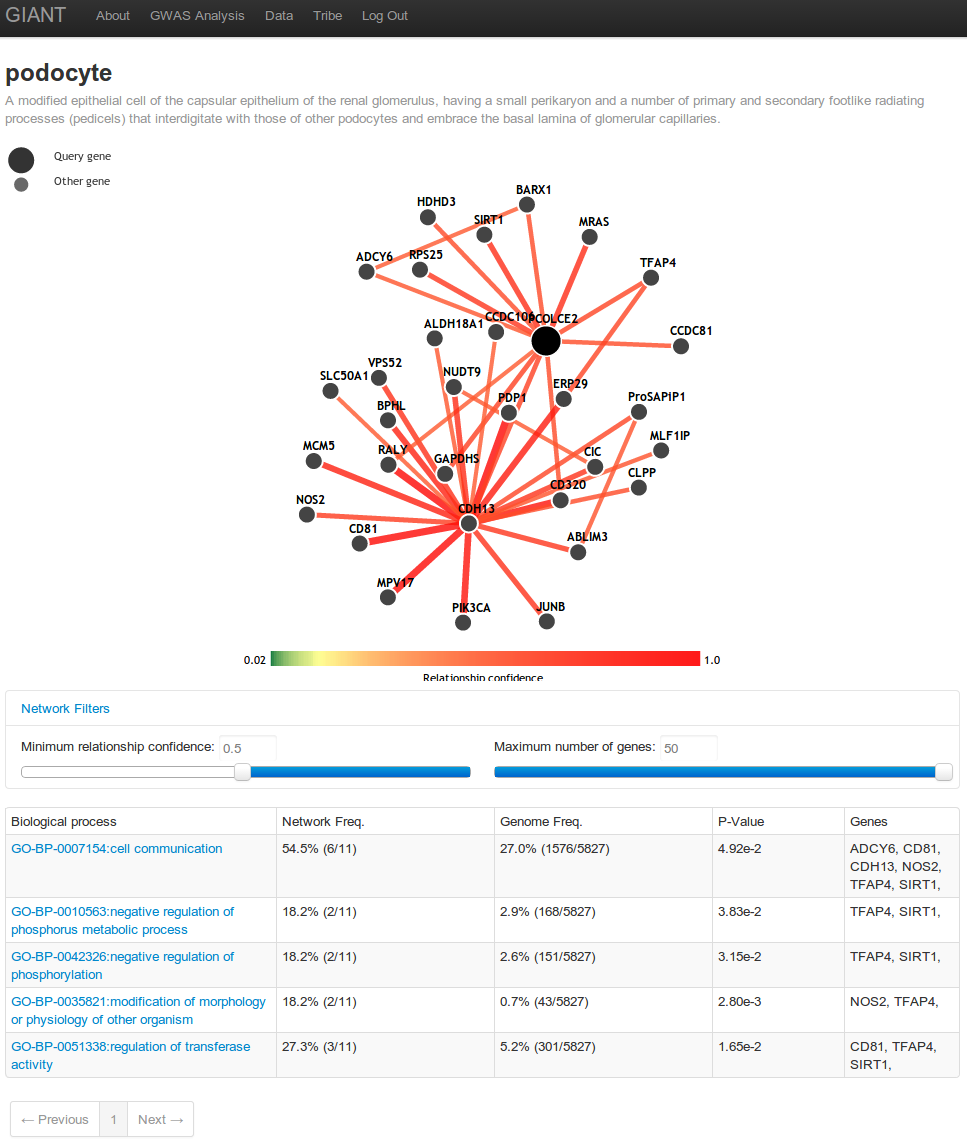 GIANT About GWAS Analysis Data Tribe Log Out
podocyte
A modified epithelial cell of the capsular epithelium of the renal glomerulus, having a small perikaryon and a number of primary and secondary footlike radiating
processes (pedicels) that interdigitate with those of other podocytes and embrace the basal lamina of glomerular capillaries.
Query gene
Other gene
BARX1
HDHD3
SIRT1
MRAS
ADCY6
RPS25
TFAP4
CCDC106
PCOLCE2
ALDH18A1
CCDC81
VPS52
SLC50A1
NUDT9
ERP29
PDP1
ProSAPiP1
BPHL
MLF1IP
MCM5
RALY
GAPDHS
CIC
CLPP
CD320
NOS2
CDH13
CD81
ABLIM3
MPV17
PIK3CA
JUNB
0.02
1.0
Relationship confidence
Network Filters
Minimum relationship confidence: 0.5
Maximum number of genes: 50
Biological process Network Freq. Genome Freq. P-Value Genes
GO-BP-0007154:cell communication 54.5% (6/11) 27.0% (1576/5827) 4.92e-2 ADCY6, CD81,
CDH13, NOS2,
TFAP4, SIRT1,
GO-BP-0010563:negative regulation of 18.2% (2/11) 2.9% (168/5827) 3.83e-2 TFAP4, SIRT1,
phosphorus metabolic process
GO-BP-0042326:negative regulation of 18.2% (2/11) 2.6% (151/5827) 3.15e-2 TFAP4, SIRT1,
phosphorylation
GO-BP-0035821:modification of morphology 18.2% (2/11) 0.7% (43/5827) 2.80e-3 NOS2, TFAP4,
or physiology of other organism
GO-BP-0051338:regulation of transferase 27.3% (3/11) 5.2% (301/5827) 1.65e-2 CD81, TFAP4,
activity SIRT1,
← Previous 1 Next →